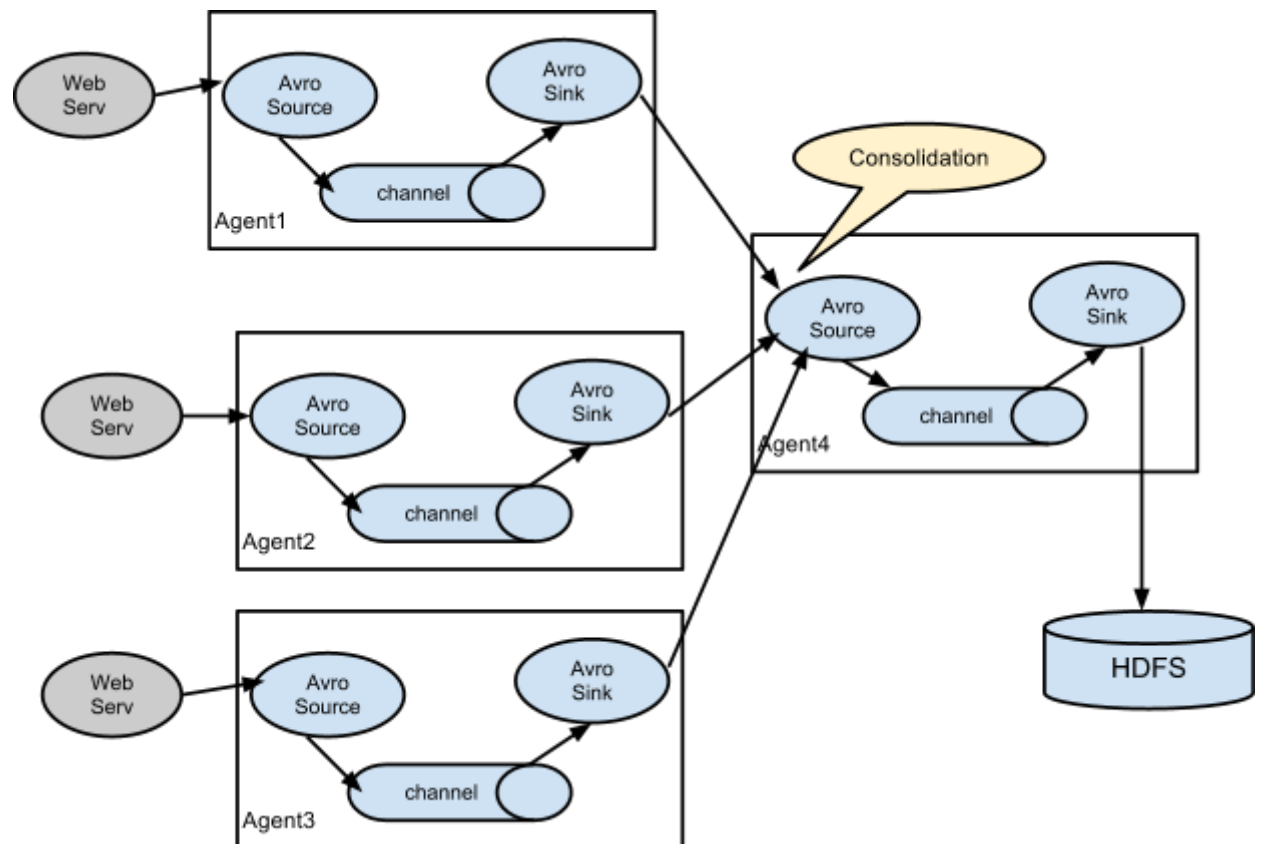 Web
Serv
Avro
Source
Avro
Sink
channel
Agent1
Consolidation
Web
Serv
Avro
Source
Avro
Sink
channel
Agent2
Avro
Source
Avro
Sink
channel
Agent4
Web
Serv
Avro
Source
Avro
Sink
channel
Agent3
HDFS